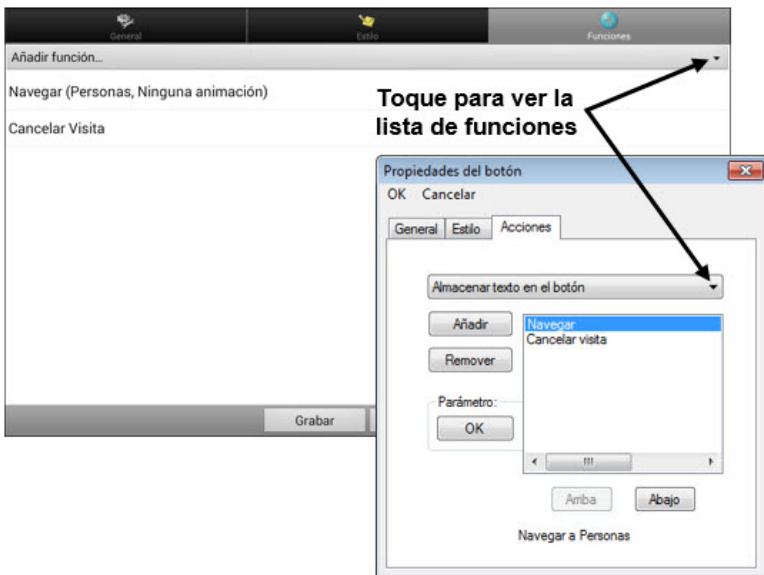 General
Estilo
Funciones
Añadir función...
Navegar (Personas, Ninguna animación)
Cancelar Visita
Toque para ver la
lista de funciones
Grabar
Propiedades del botón
OK Cancelar
General Estilo Acciones
Almacenar texto en el botón
Añadir
Remover
Navegar
Cancelar visita
Parámetro:
OK
Arriba
Abajo
Navegar a Personas